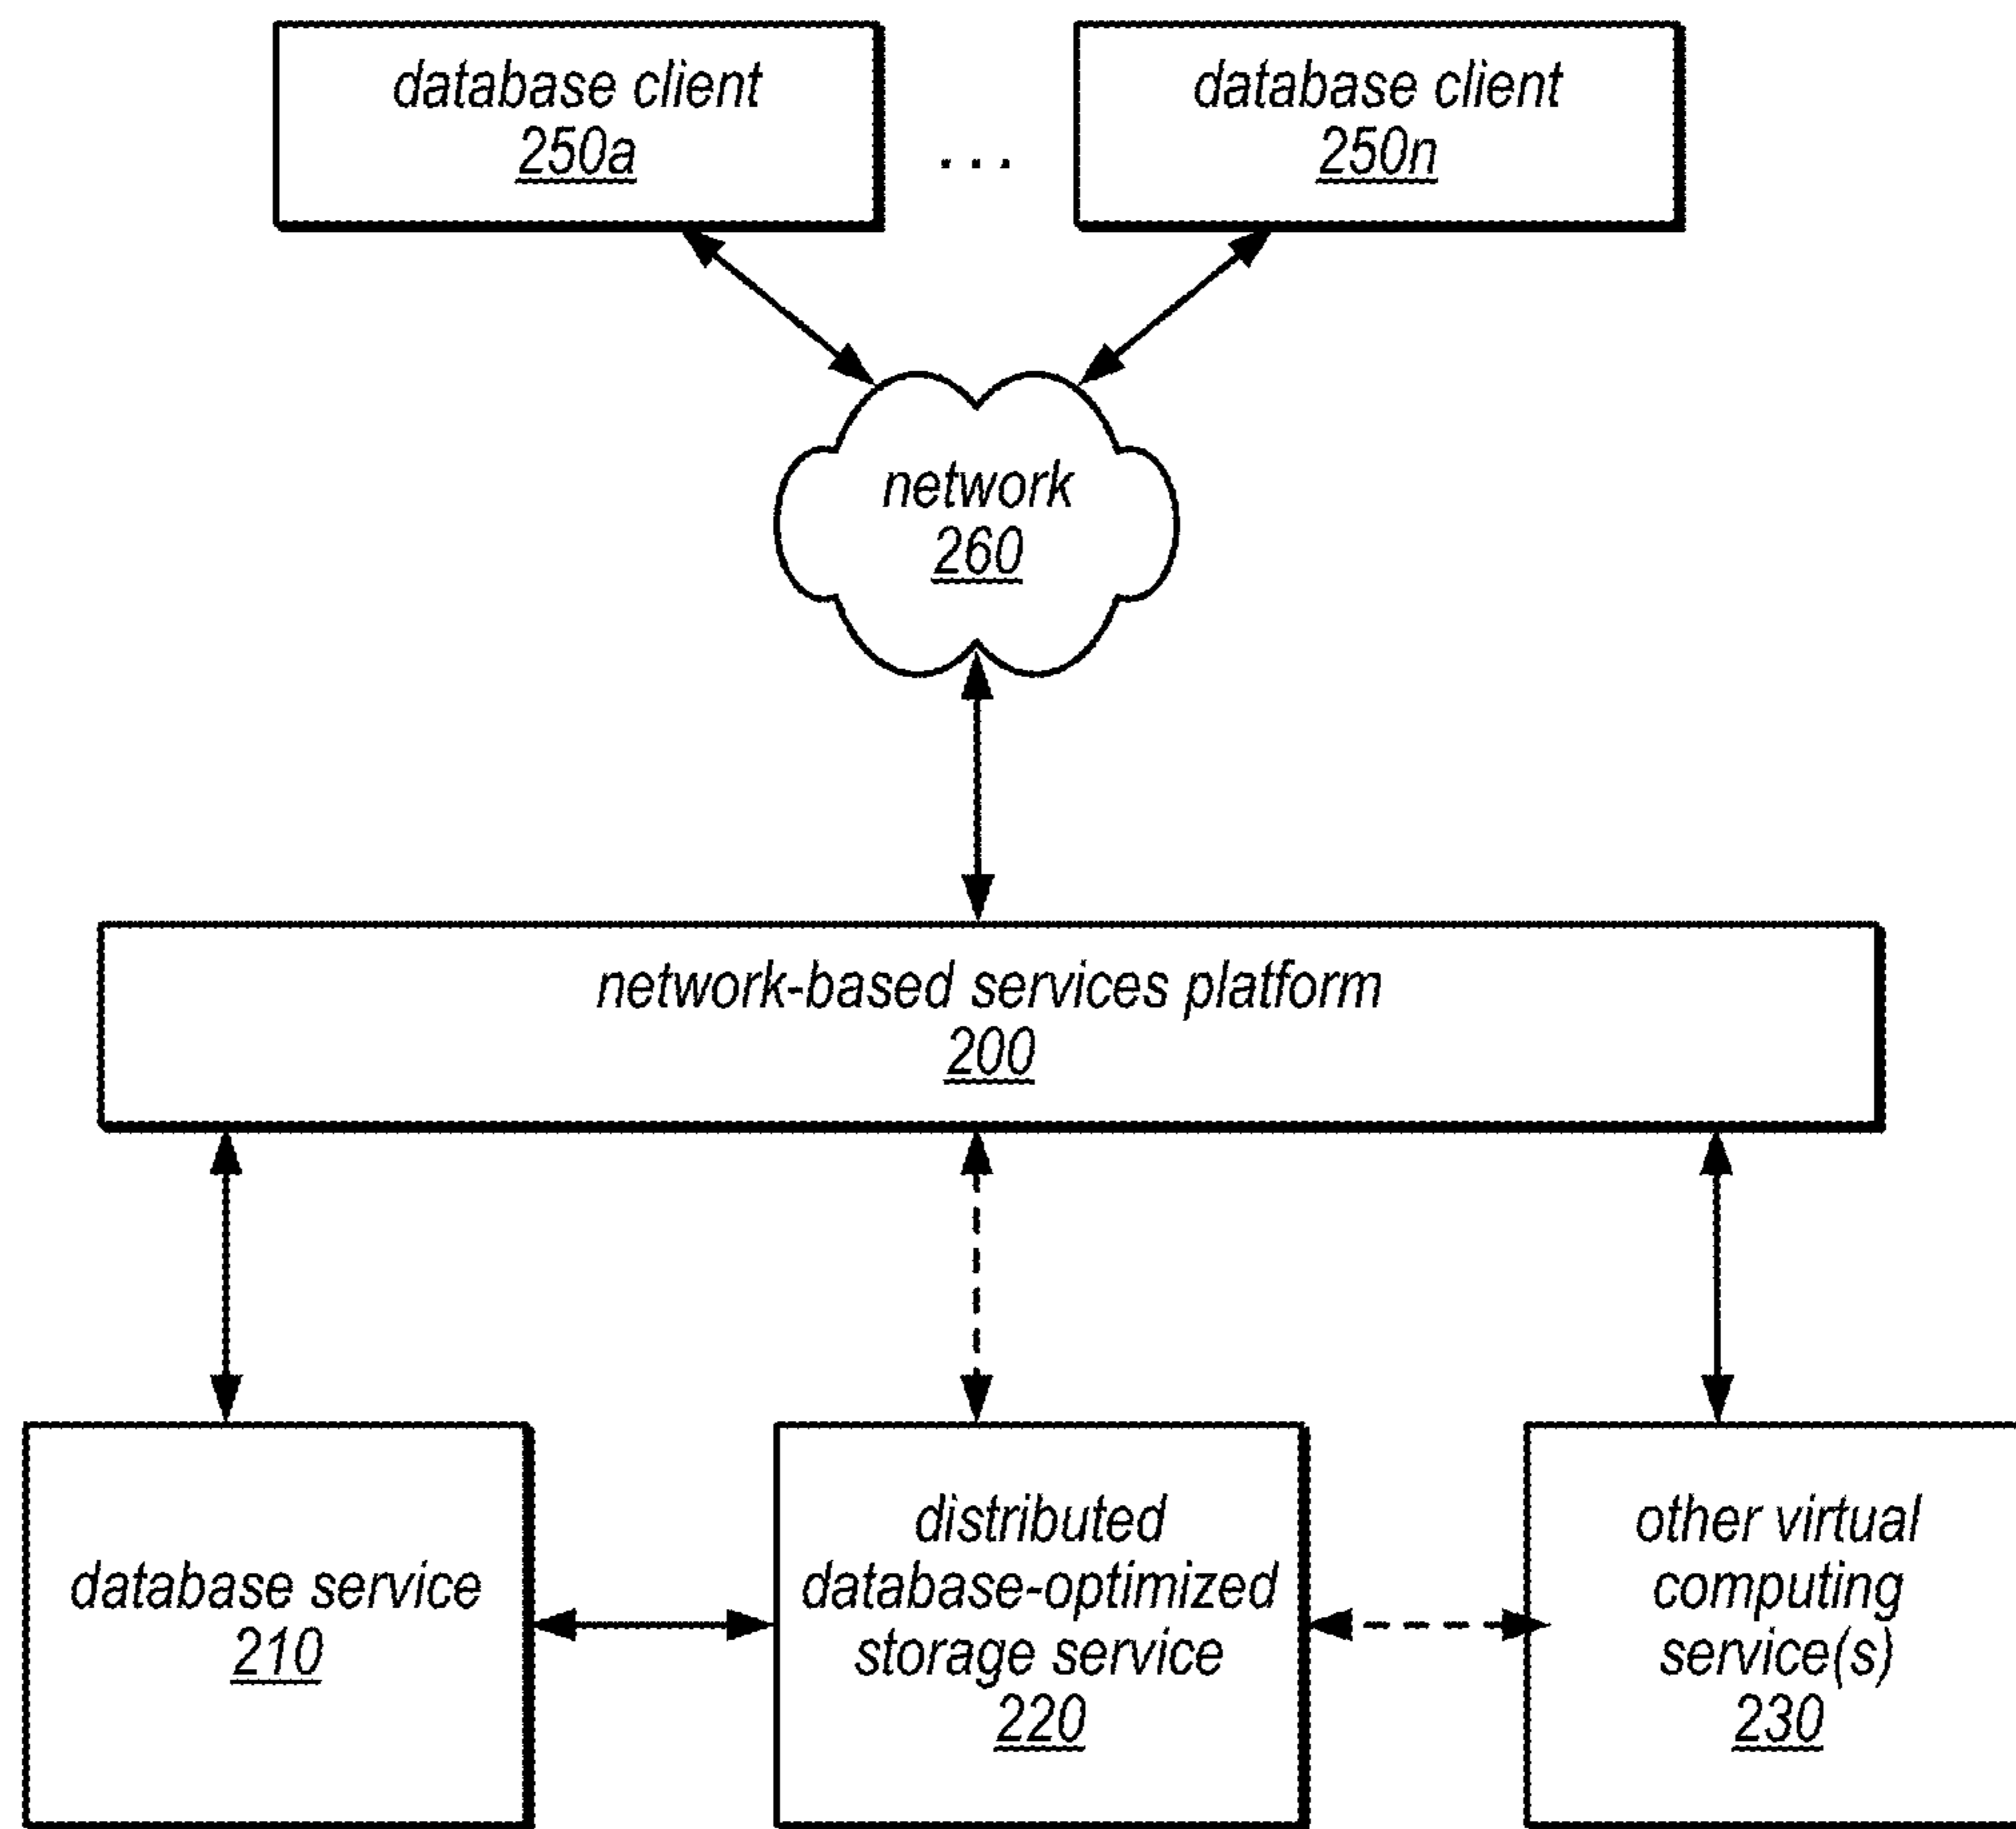 database client
250a
...
database client
250n
network
260
network-based services platform
200
database service
210
distributed
database-optimized
storage service
220
other virtual
computing
service(s)
230